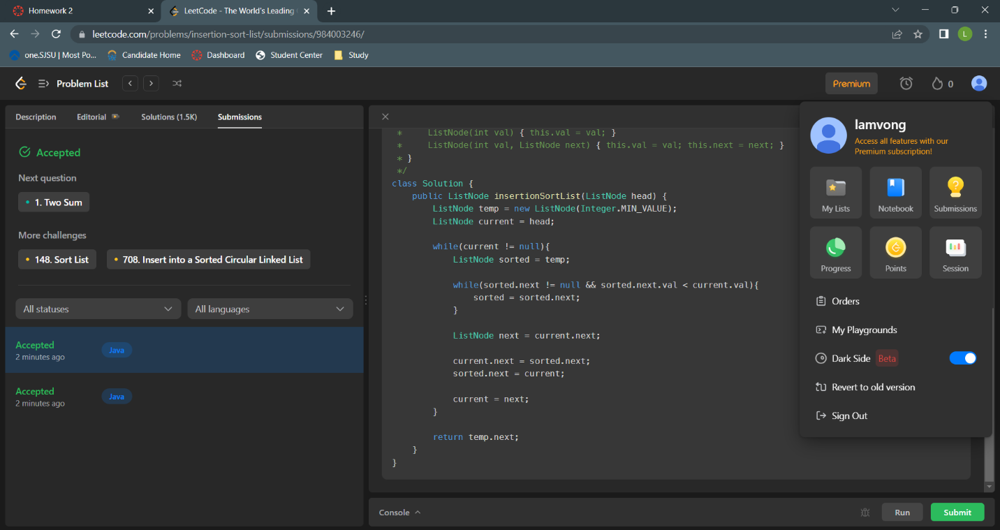 Homework 2
LeetCode - The World's Leading
leetcode.com/problems/insertion-sort-list/submissions/984003246/
L
one.SJSU | Most Po...
Candidate Home
Dashboard
Student Center
Study
Problem List
Premium
0
Description
Editorial
Solutions (1.5K)
Submissions
Accepted
Next question
1. Two Sum
More challenges
148. Sort List
708. Insert into a Sorted Circular Linked List
All statuses
All languages
Accepted
Java
2 minutes ago
Accepted
Java
2 minutes ago
*     ListNode(int val) { this.val = val; }
*     ListNode(int val, ListNode next) { this.val = val; this.next = next; }
* }
*/
class Solution {
    public ListNode insertionSortList(ListNode head) {
        ListNode temp = new ListNode(Integer.MIN_VALUE);
        ListNode current = head;
        while(current != null){
            ListNode sorted = temp;
            while(sorted.next != null && sorted.next.val < current.val){
                sorted = sorted.next;
            }
            ListNode next = current.next;
            current.next = sorted.next;
            sorted.next = current;
            current = next;
        }
        return temp.next;
    }
}
Console
Run
Submit
lamvong
Access all features with our
Premium subscription!
My Lists
Notebook
Submissions
Progress
Points
Session
Orders
My Playgrounds
Dark Side Beta
Revert to old version
Sign Out